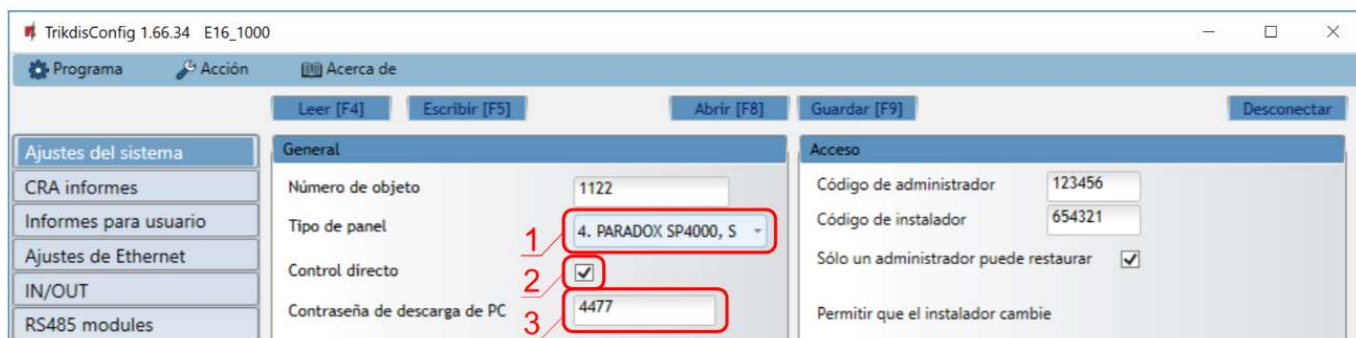 TrikdisConfig 1.66.34 E16_1000
Programa Acción Acerca de
Leer [F4] Escribir [F5] Abrir [F8] Guardar [F9] Desconectar
Ajustes del sistema
CRA informes
Informes para usuario
Ajustes de Ethernet
IN/OUT
RS485 modules
General
Número de objeto 1122
Tipo de panel 1 4. PARADOX SP4000, S
Control directo 2
Contraseña de descarga de PC 3 4477
Acceso
Código de administrador 123456
Código de instalador 654321
Sólo un administrador puede restaurar
Permitir que el instalador cambie